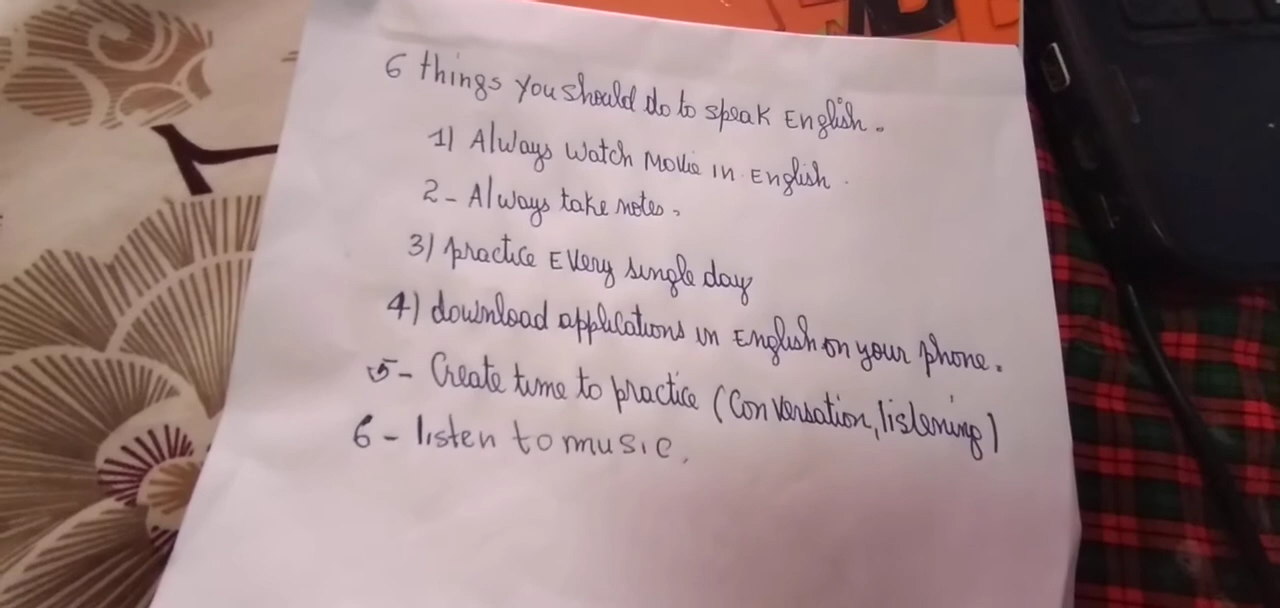 6 things you should do to speak English.
1) Always watch Movie in English.
2- Always take notes.
3) practice Every single day
4) download applications in English on your phone.
5- Create time to practice (Conversation, listening)
6- listen to music.